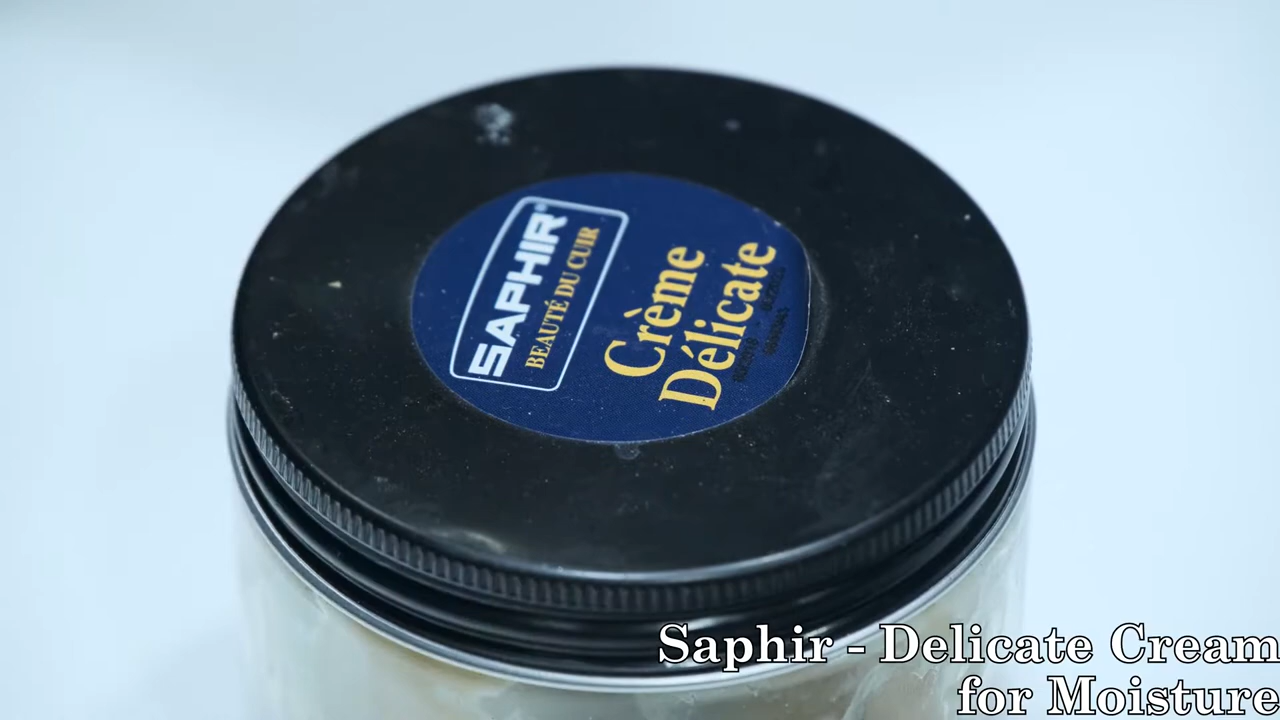 SAPHIR
BEAUTÉ DU CUIR
Crème
Délicate
Saphir - Delicate Cream
for Moisture